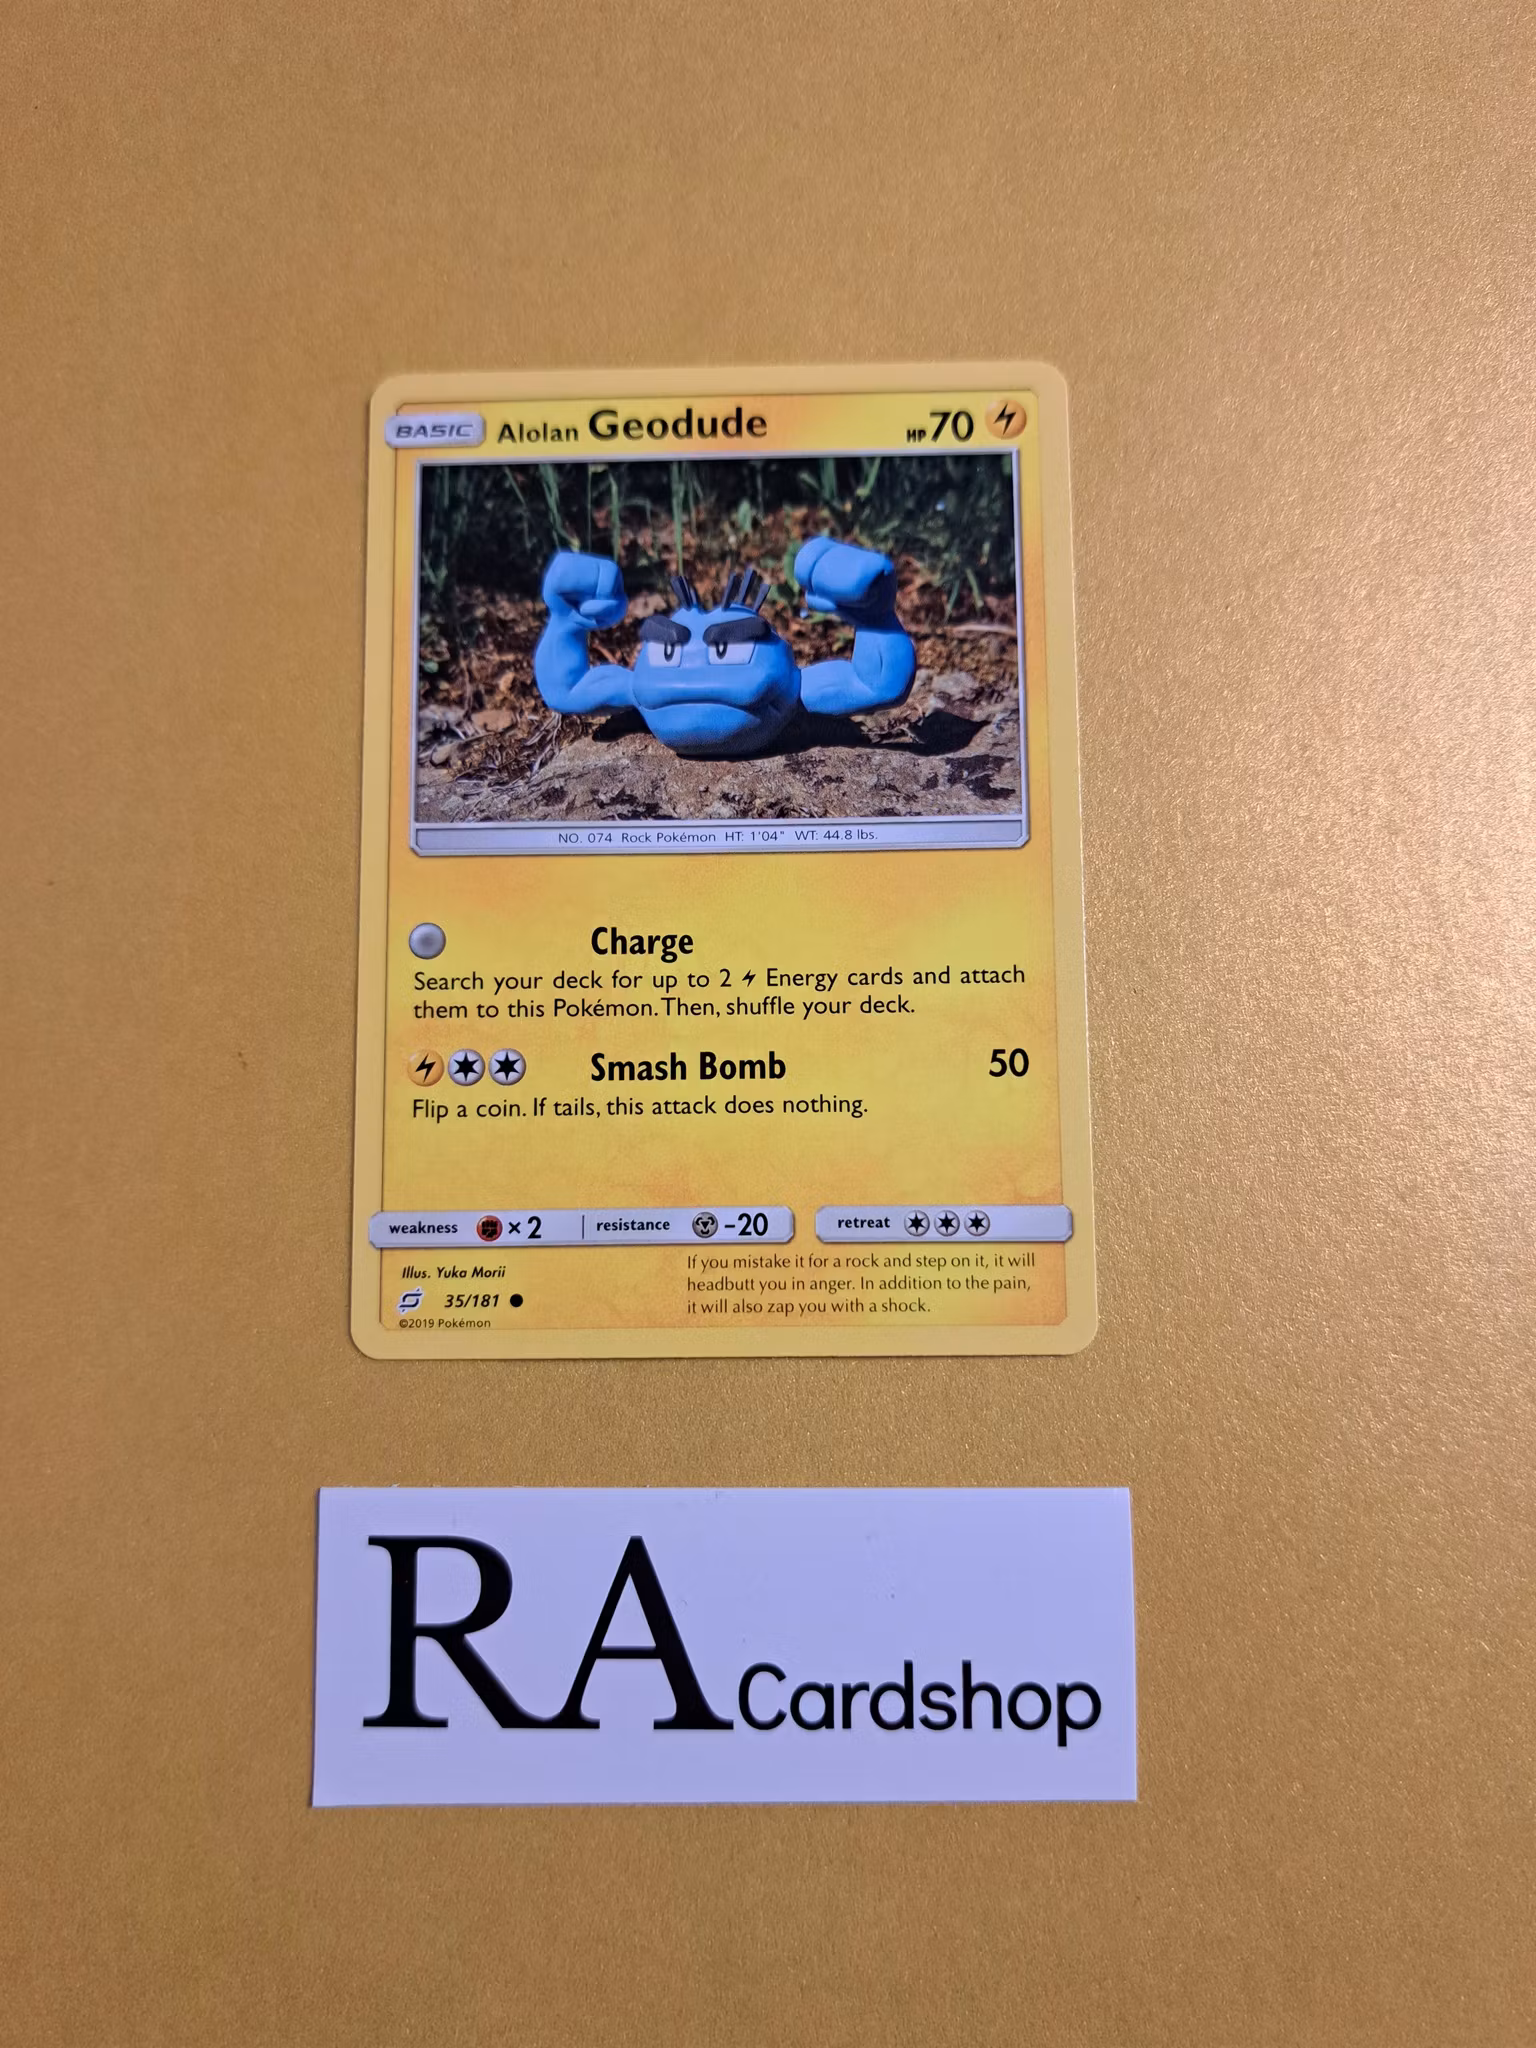 BASIC Alolan Geodude HP70
NO. 074 Rock Pokémon HT: 1'04" WT: 44.8 lbs.
Charge
Search your deck for up to 2 Energy cards and attach
them to this Pokémon. Then, shuffle your deck.
Smash Bomb 50
Flip a coin. If tails, this attack does nothing.
weakness ×2 resistance -20 retreat
Illus. Yuka Morii
35/181
©2019 Pokémon
If you mistake it for a rock and step on it, it will
headbutt you in anger. In addition to the pain,
it will also zap you with a shock.
RA Cardshop